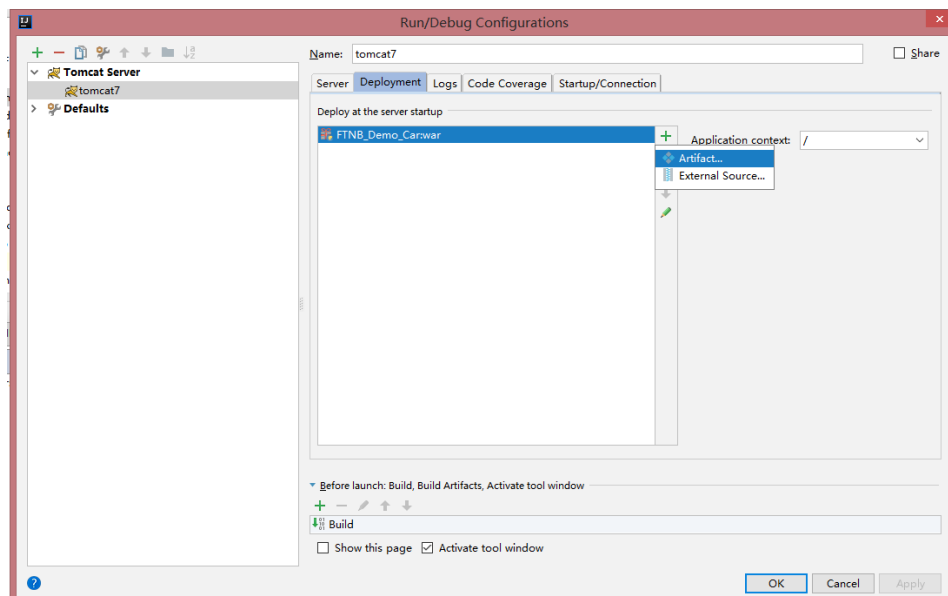 Run/Debug Configurations
Name: tomcat7
Share
Tomcat Server
tomcat7
Defaults
Server Deployment Logs Code Coverage Startup/Connection
Deploy at the server startup
FTNB_Demo_Car:war
Application context: /
Artifact...
External Source...
Before launch: Build, Build Artifacts, Activate tool window
Build
Show this page Activate tool window
OK Cancel Apply